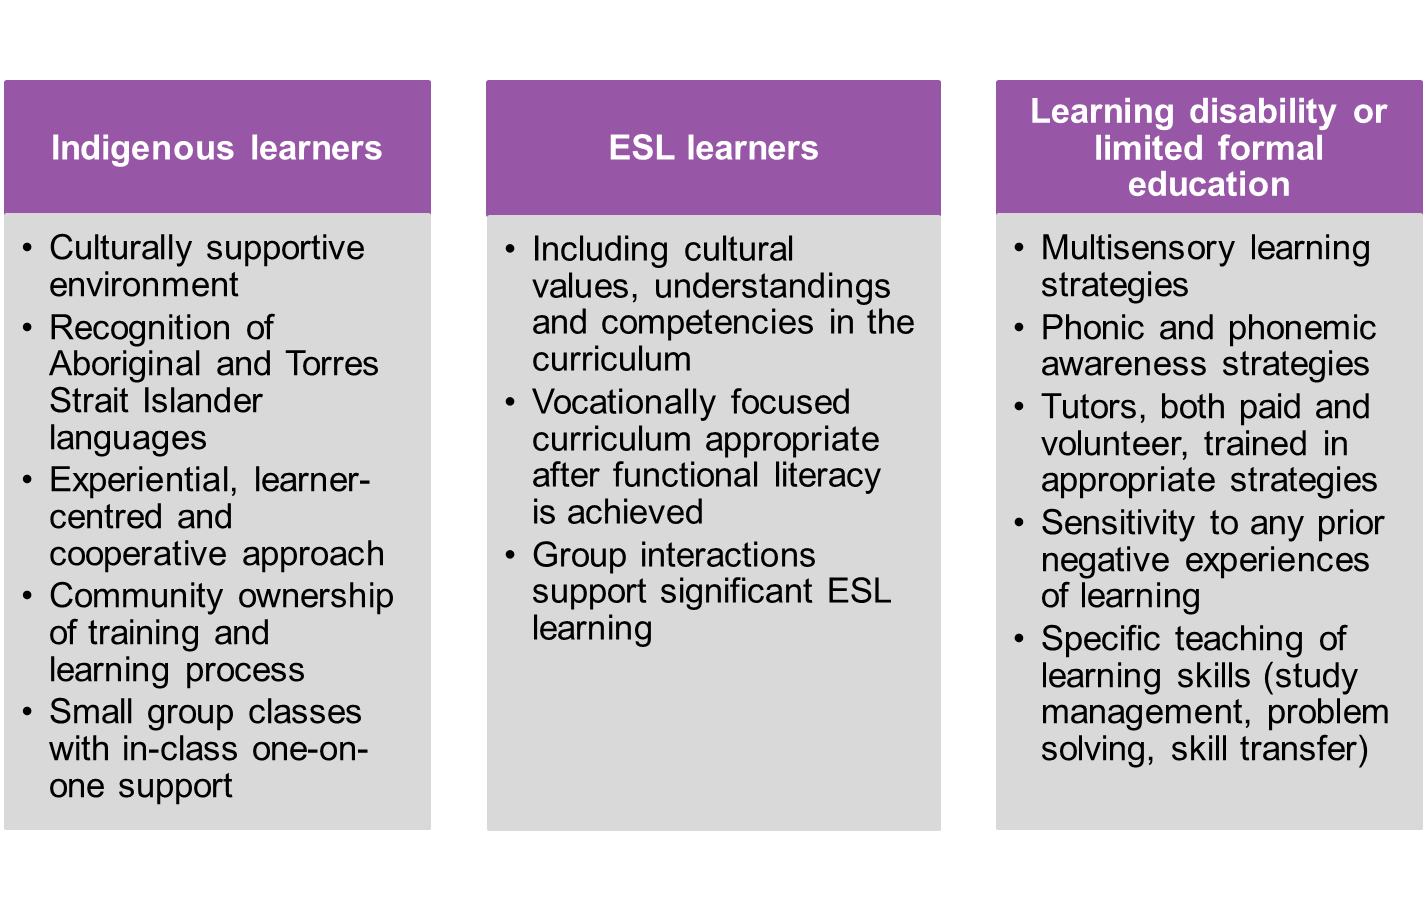 Indigenous learners
• Culturally supportive
environment
• Recognition of
Aboriginal and Torres
Strait Islander
languages
• Experiential, learner-
centred and
cooperative approach
• Community ownership
of training and
learning process
• Small group classes
with in-class one-on-
one support
ESL learners
• Including cultural
values, understandings
and competencies in the
curriculum
• Vocationally focused
curriculum appropriate
after functional literacy
is achieved
• Group interactions
support significant ESL
learning
Learning disability or
limited formal
education
• Multisensory learning
strategies
• Phonic and phonemic
awareness strategies
• Tutors, both paid and
volunteer, trained in
appropriate strategies
• Sensitivity to any prior
negative experiences
of learning
• Specific teaching of
learning skills (study
management, problem
solving, skill transfer)